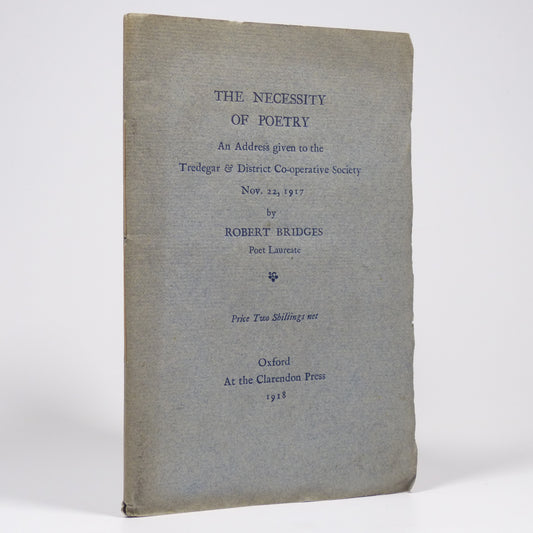 THE NECESSITY
OF POETRY
An Address given to the
Tredegar & District Co-operative Society
Nov. 22, 1917
by
ROBERT BRIDGES
Poet Laureate
Price Two Shillings net
Oxford
At the Clarendon Press
1918